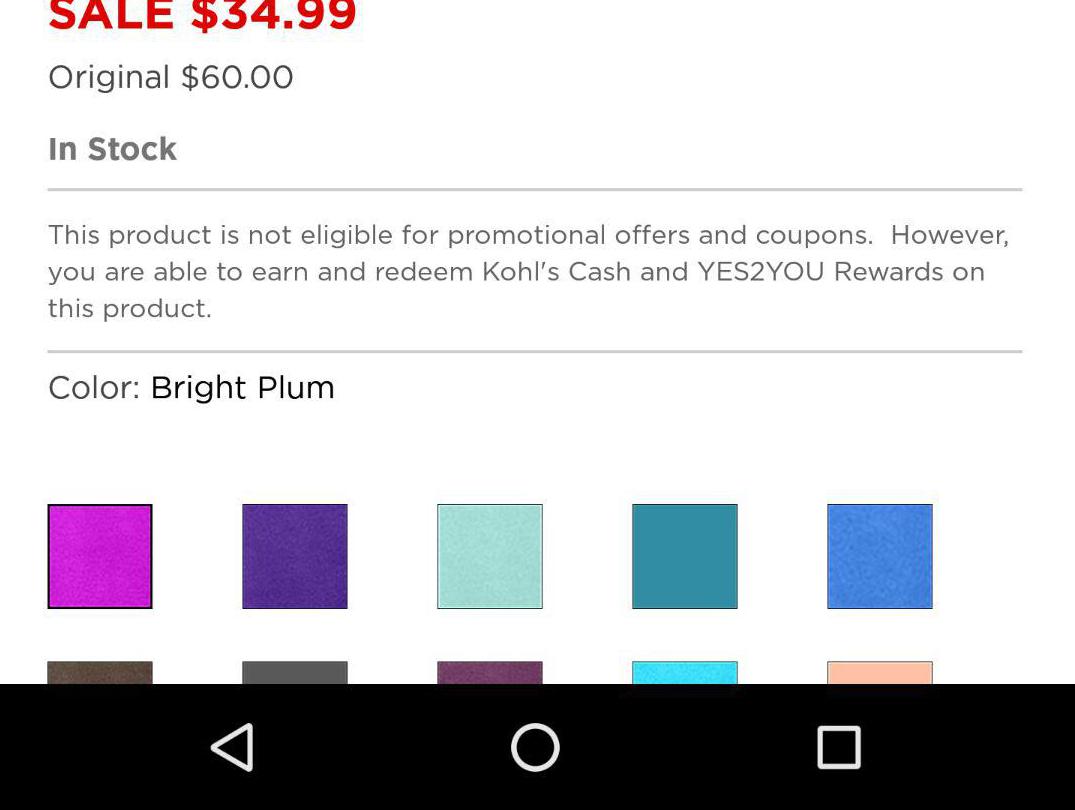 SALE $34.99
Original $60.00
In Stock
This product is not eligible for promotional offers and coupons.  However,
you are able to earn and redeem Kohl's Cash and YES2YOU Rewards on
this product.
Color: Bright Plum